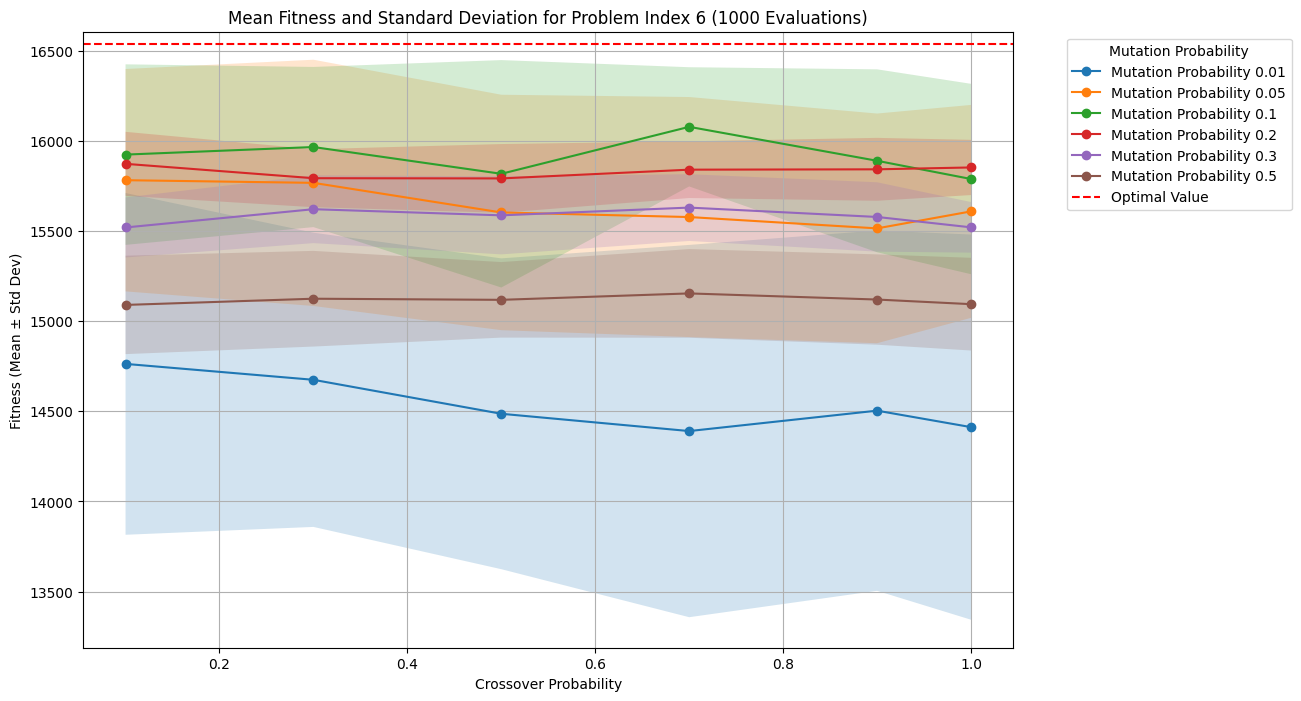 Mean Fitness and Standard Deviation for Problem Index 6 (1000 Evaluations)
Fitness (Mean ± Std Dev)
16500
16000
15500
15000
14500
14000
13500
0.2
0.4
0.6
0.8
1.0
Crossover Probability
Mutation Probability
Mutation Probability 0.01
Mutation Probability 0.05
Mutation Probability 0.1
Mutation Probability 0.2
Mutation Probability 0.3
Mutation Probability 0.5
Optimal Value